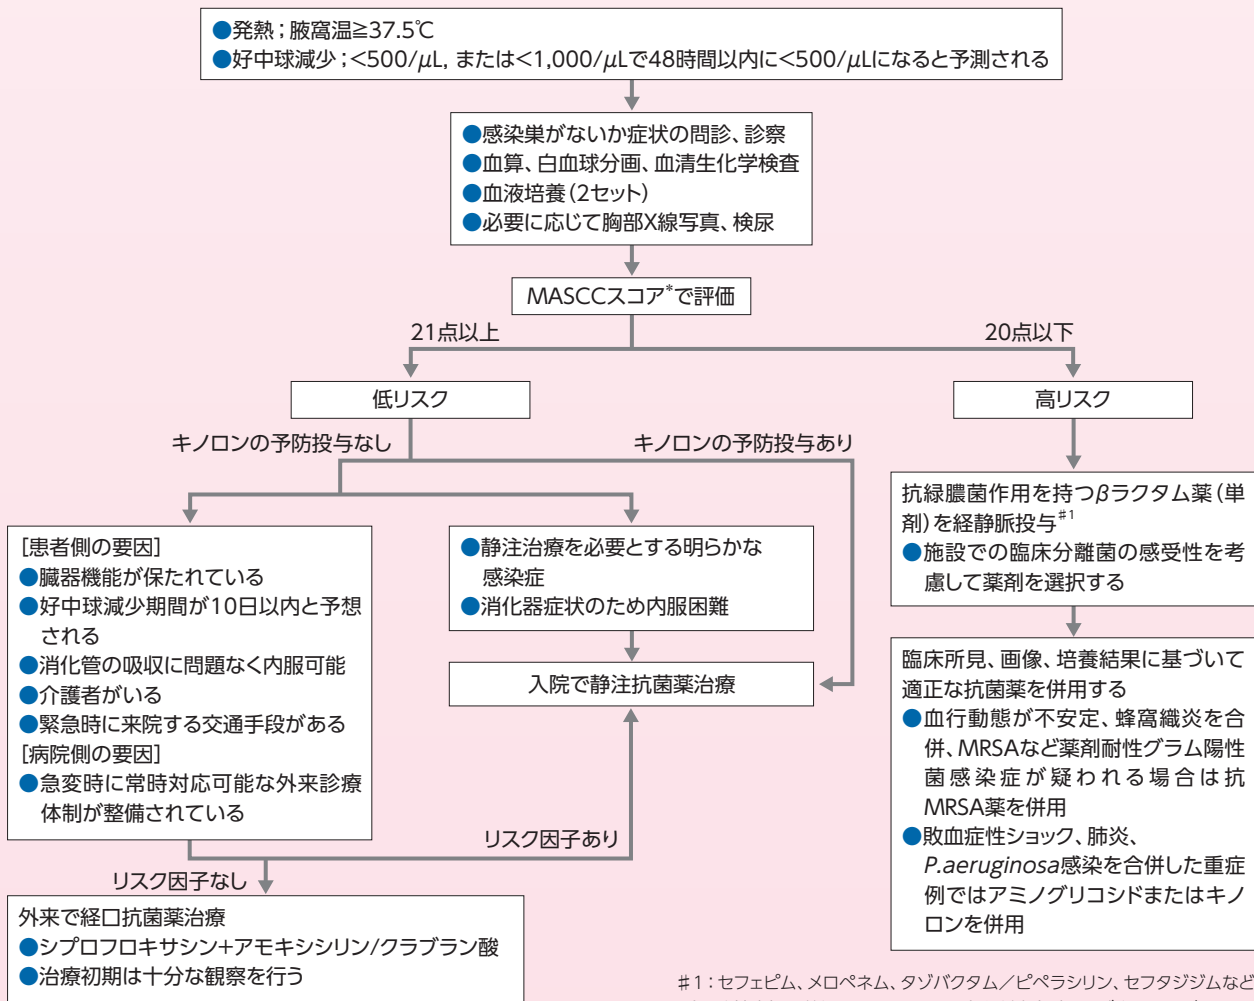 ●発熱；腋窩温≧37.5℃
●好中球減少；<500/μL, または<1,000/μLで48時間以内に<500/μLになると予測される
●感染巣がないか症状の問診、診察
●血算、白血球分画、血清生化学検査
●血液培養（2セット）
●必要に応じて胸部X線写真、検尿
MASCCスコア*で評価
21点以上
20点以下
低リスク
高リスク
キノロンの予防投与なし
キノロンの予防投与あり
[患者側の要因]
●臓器機能が保たれている
●好中球減少期間が10日以内と予想
される
●消化管の吸収に問題なく内服可能
●介護者がいる
●緊急時に来院する交通手段がある
[病院側の要因]
●急変時に常時対応可能な外来診療
体制が整備されている
●静注治療を必要とする明らかな
感染症
●消化器症状のため内服困難
入院で静注抗菌薬治療
リスク因子あり
リスク因子なし
外来で経口抗菌薬治療
●シプロフロキサシン+アモキシシリン/クラブラン酸
●治療初期は十分な観察を行う
抗緑膿菌作用を持つβラクタム薬（単
剤）を経静脈投与#1
●施設での臨床分離菌の感受性を考
慮して薬剤を選択する
臨床所見、画像、培養結果に基づいて
適正な抗菌薬を併用する
●血行動態が不安定、蜂窩織炎を合
併、MRSAなど薬剤耐性グラム陽性
菌感染症が疑われる場合は抗
MRSA薬を併用
●敗血症性ショック、肺炎、
P.aeruginosa感染を合併した重症
例ではアミノグリコシドまたはキノ
ロンを併用
#1：セフェピム、メロペネム、タゾバクタム／ピペラシリン、セフタジジムなど